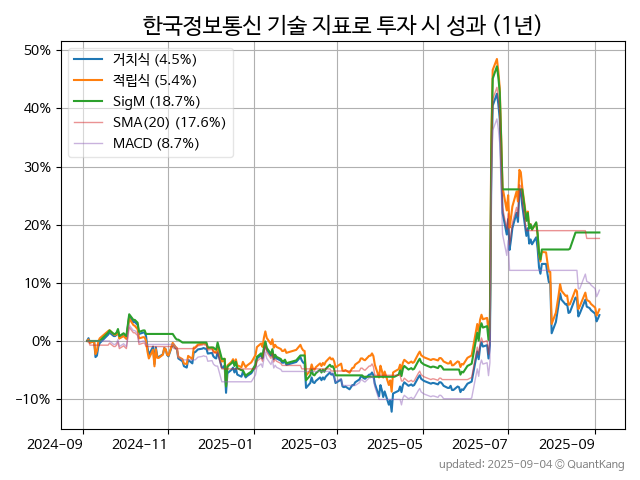 한국정보통신 기술 지표로 투자 시 성과 (1년)
거치식 (4.5%)
적립식 (5.4%)
SigM (18.7%)
SMA(20) (17.6%)
MACD (8.7%)
50%
40%
30%
20%
10%
0%
−10%
2024-09 2024-11 2025-01 2025-03 2025-05 2025-07 2025-09
updated: 2025-09-04 ⓒ QuantKang